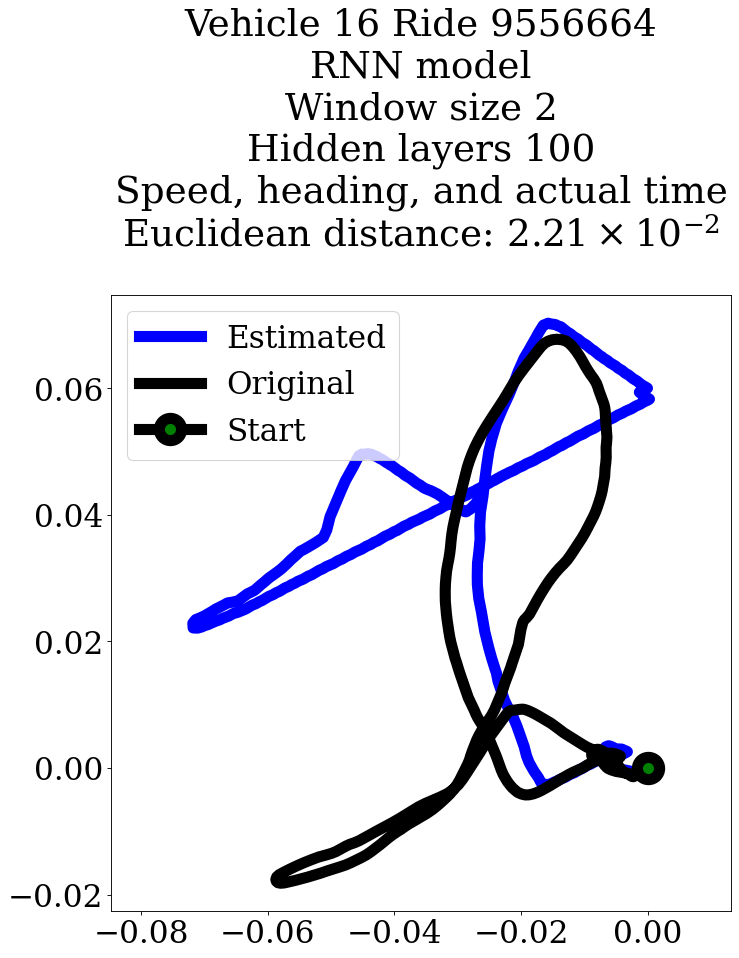 Vehicle 16 Ride 9556664
RNN model
Window size 2
Hidden layers 100
Speed, heading, and actual time
Euclidean distance: 2.21 × 10⁻²
Estimated
Original
Start
0.06
0.04
0.02
0.00
−0.02
−0.08 −0.06 −0.04 −0.02 0.00